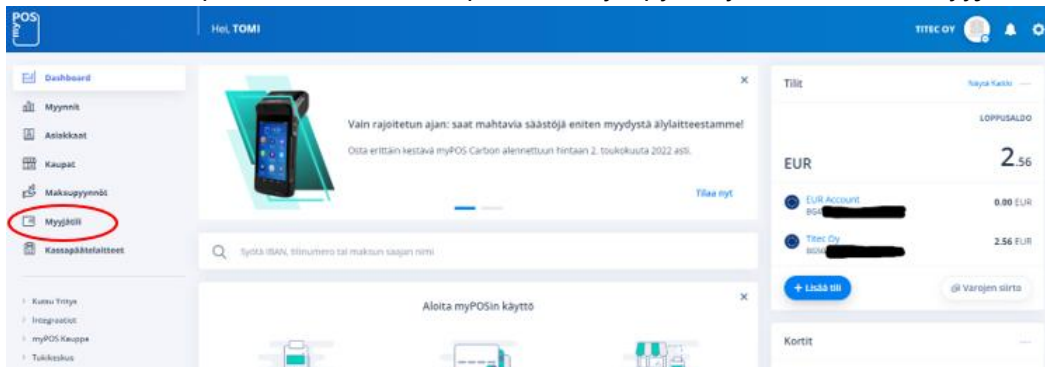 myPOS
Hei, TOMI
TITEC OY
Dashboard
Myynnit
Asiakkaat
Kaupat
Maksupyynnöt
Myyjätili
Kassapäätelaitteet
Kutsu Yritys
Integraatiot
myPOS Kauppa
Tukikeskus
Vain rajoitetun ajan: saat mahtavia säästöjä eniten myydystä älylaitteestamme!
Osta erittäin kestävä myPOS Carbon alennettuun hintaan 2. toukokuuta 2022 asti.
Tilaa nyt
Syötä IBAN, tilinumero tai maksun saajan nimi
Aloita myPOSin käyttö
Tilit
Näytä Kaikki
LOPPUSALDO
EUR 2.56
EUR Account 0.00 EUR
Titec Oy 2.56 EUR
+ Lisää tili
Varojen siirto
Kortit